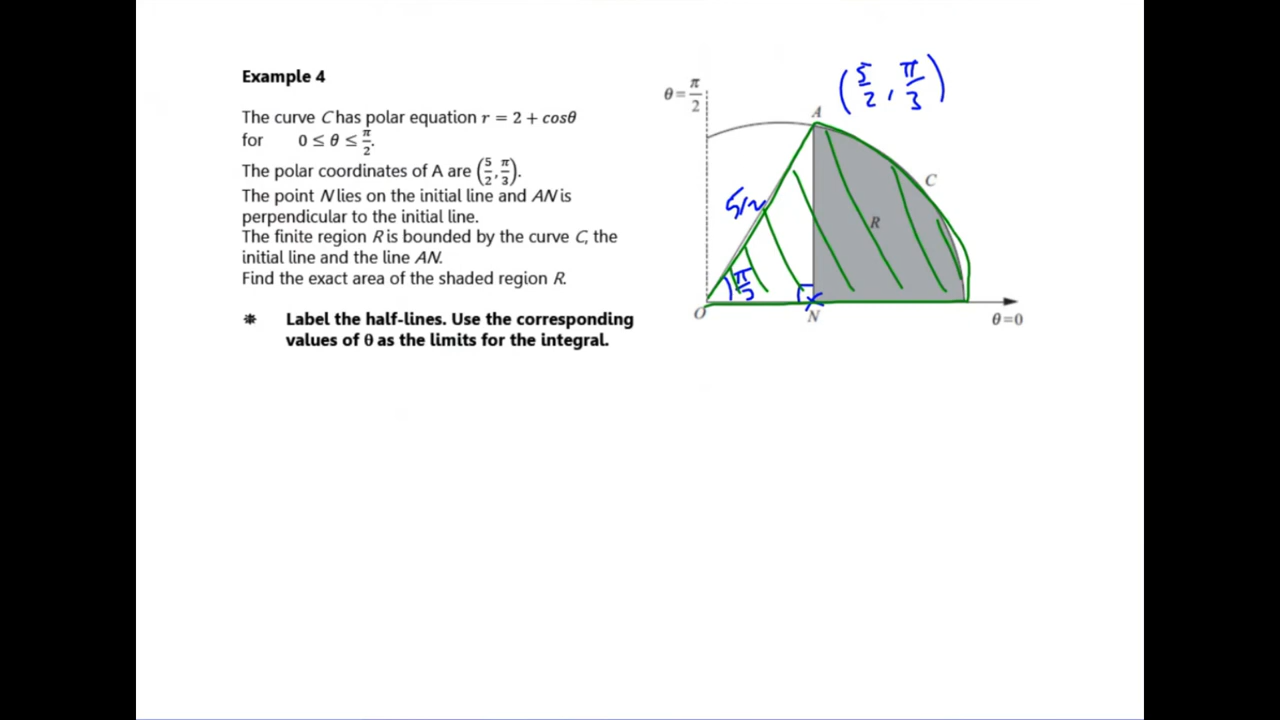 Example 4
The curve C has polar equation r = 2 + cosθ
for 0 ≤ θ ≤ π/2.
The polar coordinates of A are (5/2, π/3).
The point N lies on the initial line and AN is
perpendicular to the initial line.
The finite region R is bounded by the curve C, the
initial line and the line AN.
Find the exact area of the shaded region R.
* Label the half-lines. Use the corresponding
values of θ as the limits for the integral.
(5/2, π/3)
θ = π/2
A
C
5/2
R
π/3
O
N
θ=0